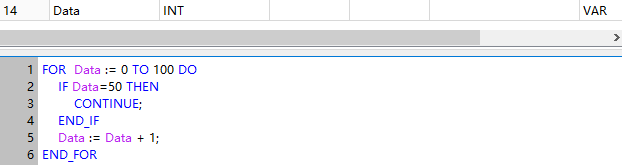 14 Data INT VAR
1 FOR Data := 0 TO 100 DO
2 IF Data=50 THEN
3 CONTINUE;
4 END_IF
5 Data := Data + 1;
6 END_FOR